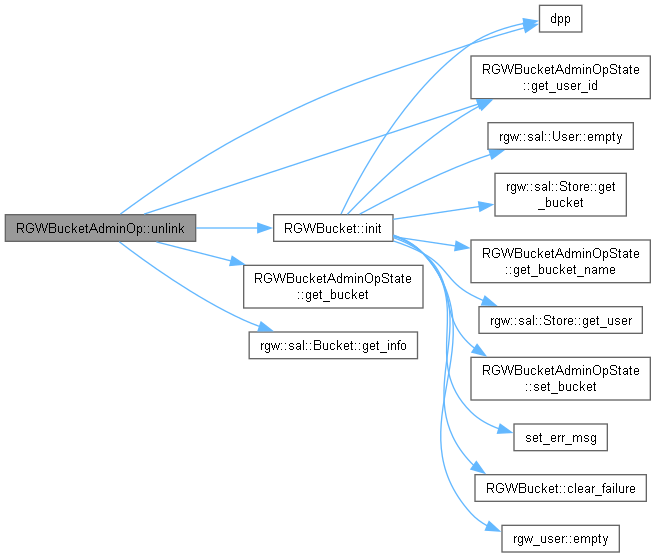 RGWBucketAdminOp::unlink
RGWBucket::init
RGWBucketAdminOpState
::get_bucket
rgw::sal::Bucket::get_info
dpp
RGWBucketAdminOpState
::get_user_id
rgw::sal::User::empty
rgw::sal::Store::get
_bucket
RGWBucketAdminOpState
::get_bucket_name
rgw::sal::Store::get_user
RGWBucketAdminOpState
::set_bucket
set_err_msg
RGWBucket::clear_failure
rgw_user::empty